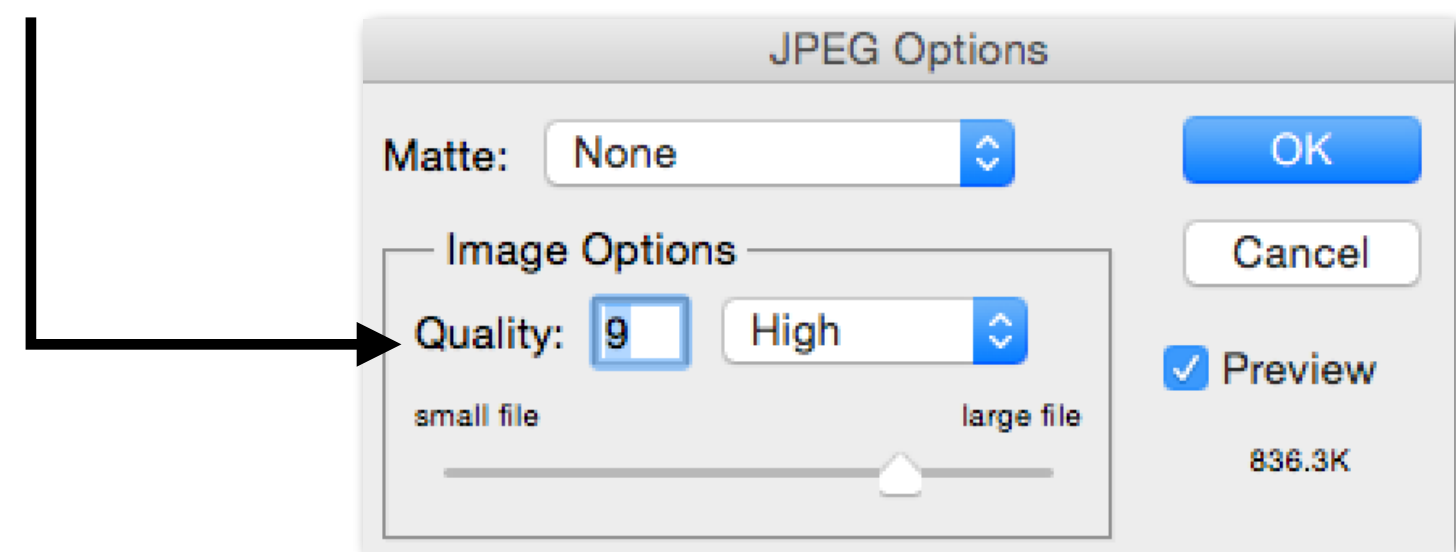 JPEG Options
Matte: None
OK
Image Options
Cancel
Quality: 9 High
Preview
small file large file
836.3K